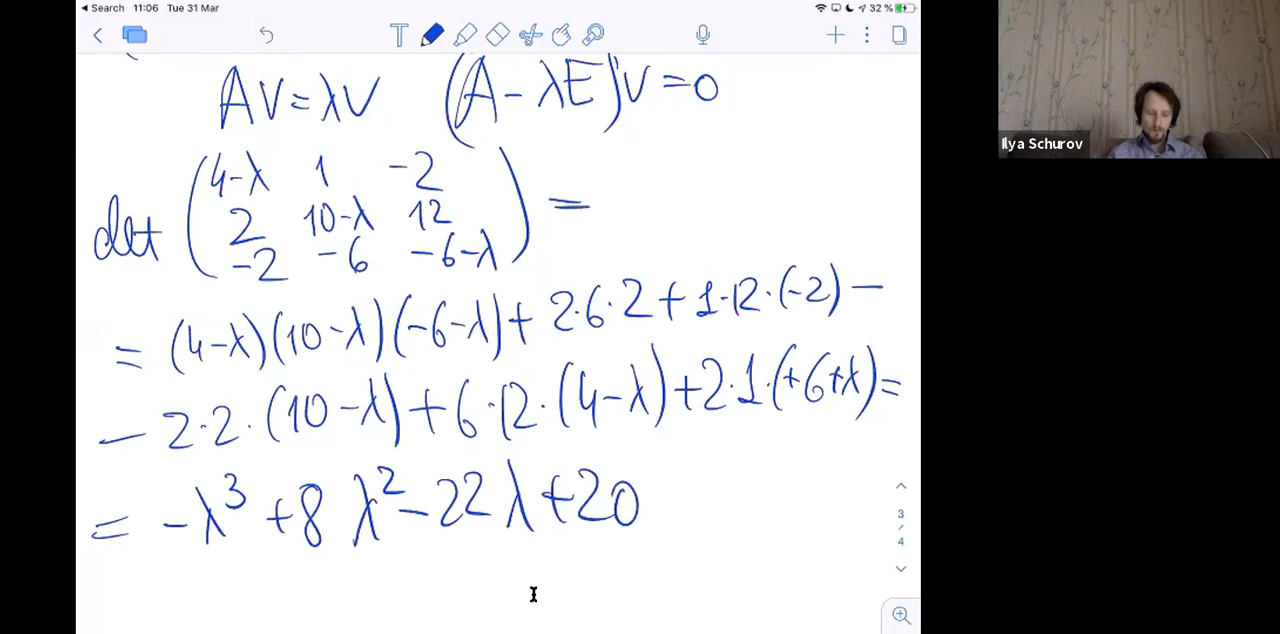 Search 11:06 Tue 31 Mar 32 %
T
Av = λv (A - λE)v = 0
4-λ 1 -2
det ( 2 10-λ 12 ) =
-2 -6 -6-λ
= (4-λ)(10-λ)(-6-λ) + 2·6·2 + 1·12·(-2) -
- 2·2·(10-λ) + 6·12·(4-λ) + 2·1·(+6+λ) =
= -λ³ + 8λ² - 22λ + 20
3
/
4
Ilya Schurov